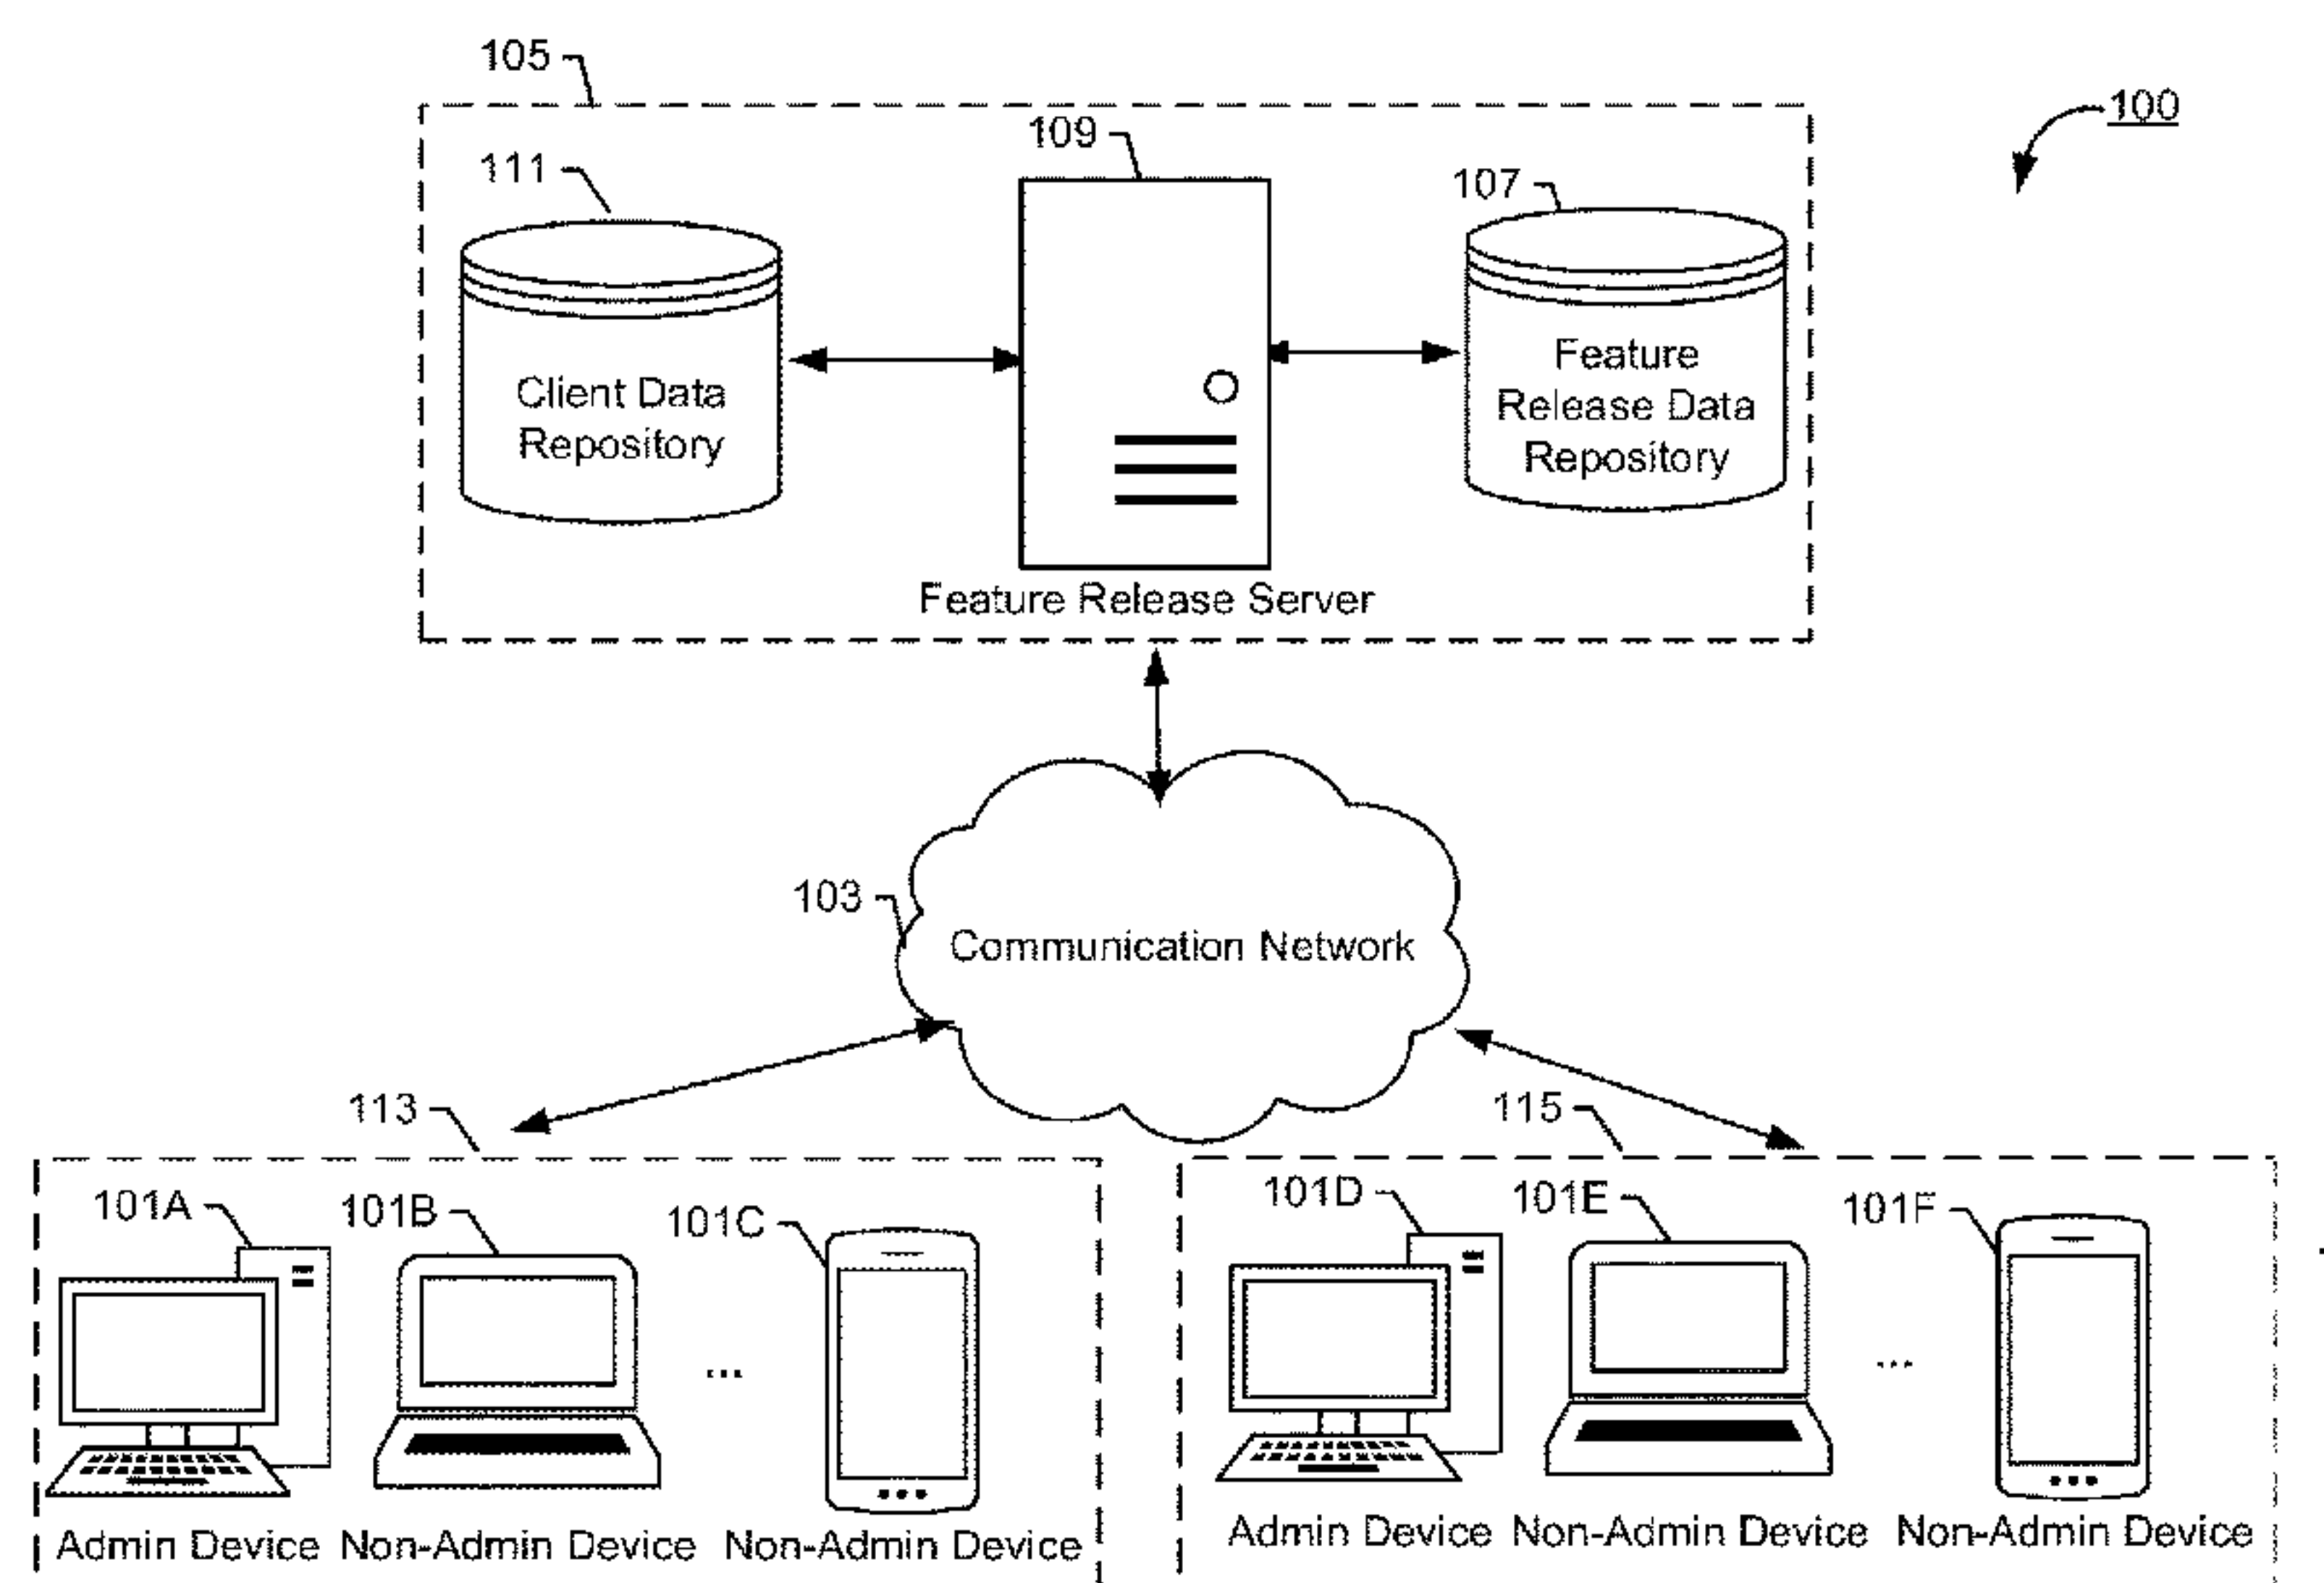 105
100
109
111
107
Client Data
Repository
Feature
Release Data
Repository
Feature Release Server
103
Communication Network
113
115
101A
101B
101C
101D
101E
101F
...
...
Admin Device
Non-Admin Device
Non-Admin Device
Admin Device
Non-Admin Device
Non-Admin Device